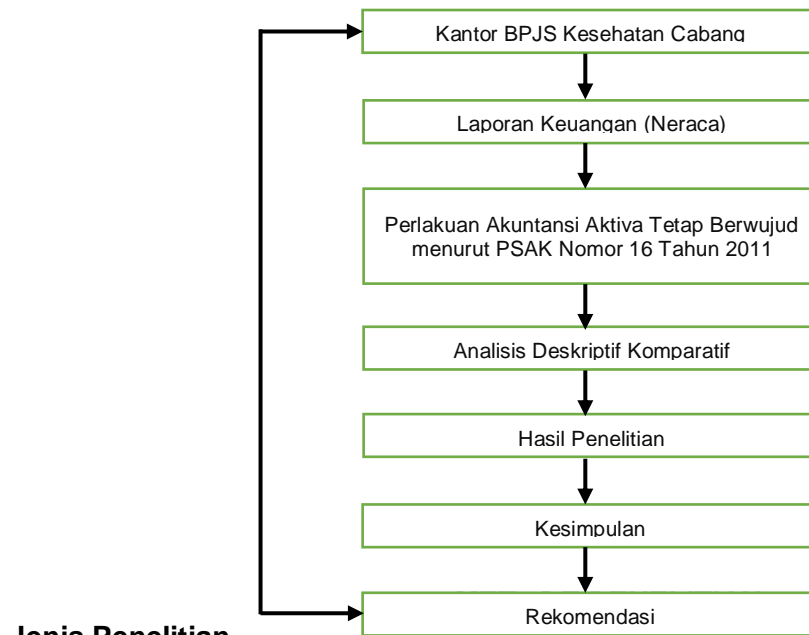 Kantor BPJS Kesehatan Cabang
Laporan Keuangan (Neraca)
Perlakuan Akuntansi Aktiva Tetap Berwujud
menurut PSAK Nomor 16 Tahun 2011
Analisis Deskriptif Komparatif
Hasil Penelitian
Kesimpulan
Rekomendasi
Jenis Penelitian